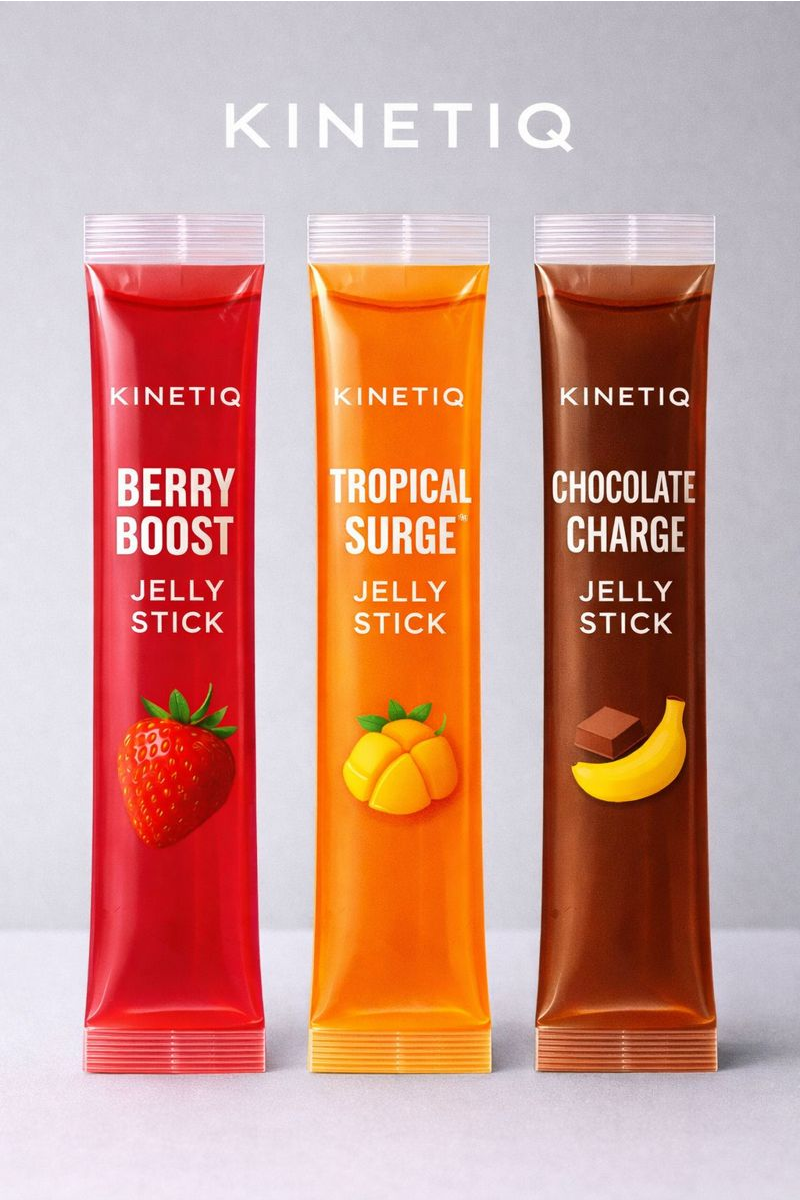 KINETIQ
KINETIQ
BERRY
BOOST
JELLY
STICK
KINETIQ
TROPICAL
SURGE
JELLY
STICK
KINETIQ
CHOCOLATE
CHARGE
JELLY
STICK